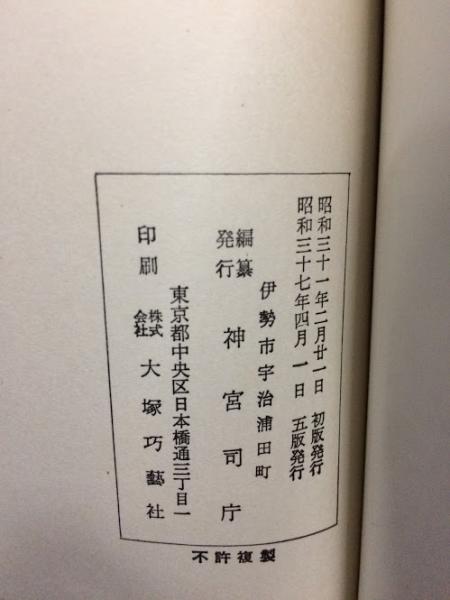 昭和三十一年二月廿一日 初版発行
昭和三十七年四月 一日 五版発行
伊勢市宇治浦田町
編纂
発行
神宮司庁
東京都中央区日本橋通三丁目一
印刷
株式
会社
大塚巧藝社
不許複製